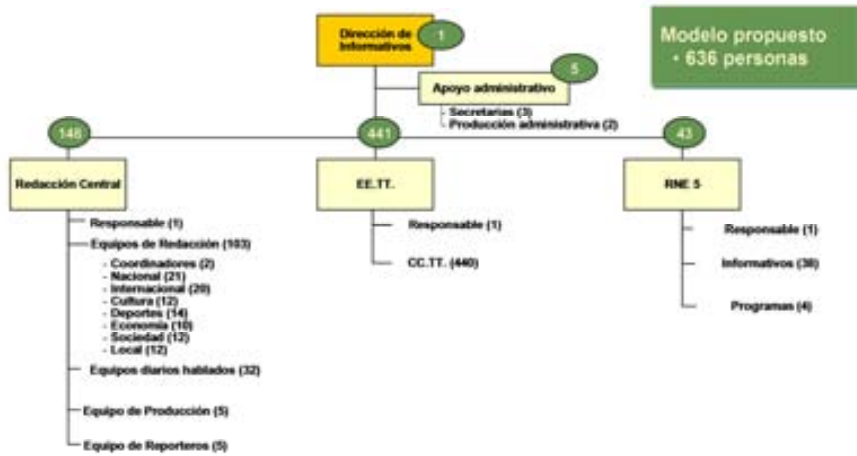 Dirección de
Informativos
1
Modelo propuesto
• 636 personas
5
Apoyo administrativo
- Secretarias (3)
- Producción administrativa (2)
146
441
43
Redacción Central
EE.TT.
RNE 5
Responsable (1)
Equipos de Redacción (103)
- Coordinadores (2)
- Nacional (21)
- Internacional (20)
- Cultura (12)
- Deportes (14)
- Economía (10)
- Sociedad (12)
- Local (12)
Equipos diarios hablados (32)
Equipo de Producción (5)
Equipo de Reporteros (5)
Responsable (1)
CC.TT. (440)
Responsable (1)
Informativos (38)
Programas (4)